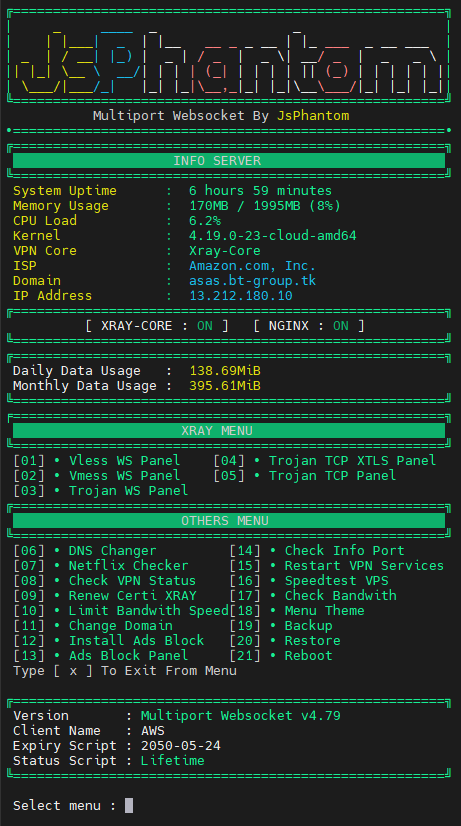 JsPhantom
Multiport Websocket By JsPhantom
INFO SERVER
System Uptime : 6 hours 59 minutes
Memory Usage : 170MB / 1995MB (8%)
CPU Load : 6.2%
Kernel : 4.19.0-23-cloud-amd64
VPN Core : Xray-Core
ISP : Amazon.com, Inc.
Domain : asas.bt-group.tk
IP Address : 13.212.180.10
[ XRAY-CORE : ON ] [ NGINX : ON ]
Daily Data Usage : 138.69MiB
Monthly Data Usage : 395.61MiB
XRAY MENU
[01] • Vless WS Panel [04] • Trojan TCP XTLS Panel
[02] • Vmess WS Panel [05] • Trojan TCP Panel
[03] • Trojan WS Panel
OTHERS MENU
[06] • DNS Changer [14] • Check Info Port
[07] • Netflix Checker [15] • Restart VPN Services
[08] • Check VPN Status [16] • Speedtest VPS
[09] • Renew Certi XRAY [17] • Check Bandwith
[10] • Limit Bandwith Speed[18] • Menu Theme
[11] • Change Domain [19] • Backup
[12] • Install Ads Block [20] • Restore
[13] • Ads Block Panel [21] • Reboot
Type [ x ] To Exit From Menu
Version : Multiport Websocket v4.79
Client Name : AWS
Expiry Script : 2050-05-24
Status Script : Lifetime
Select menu :